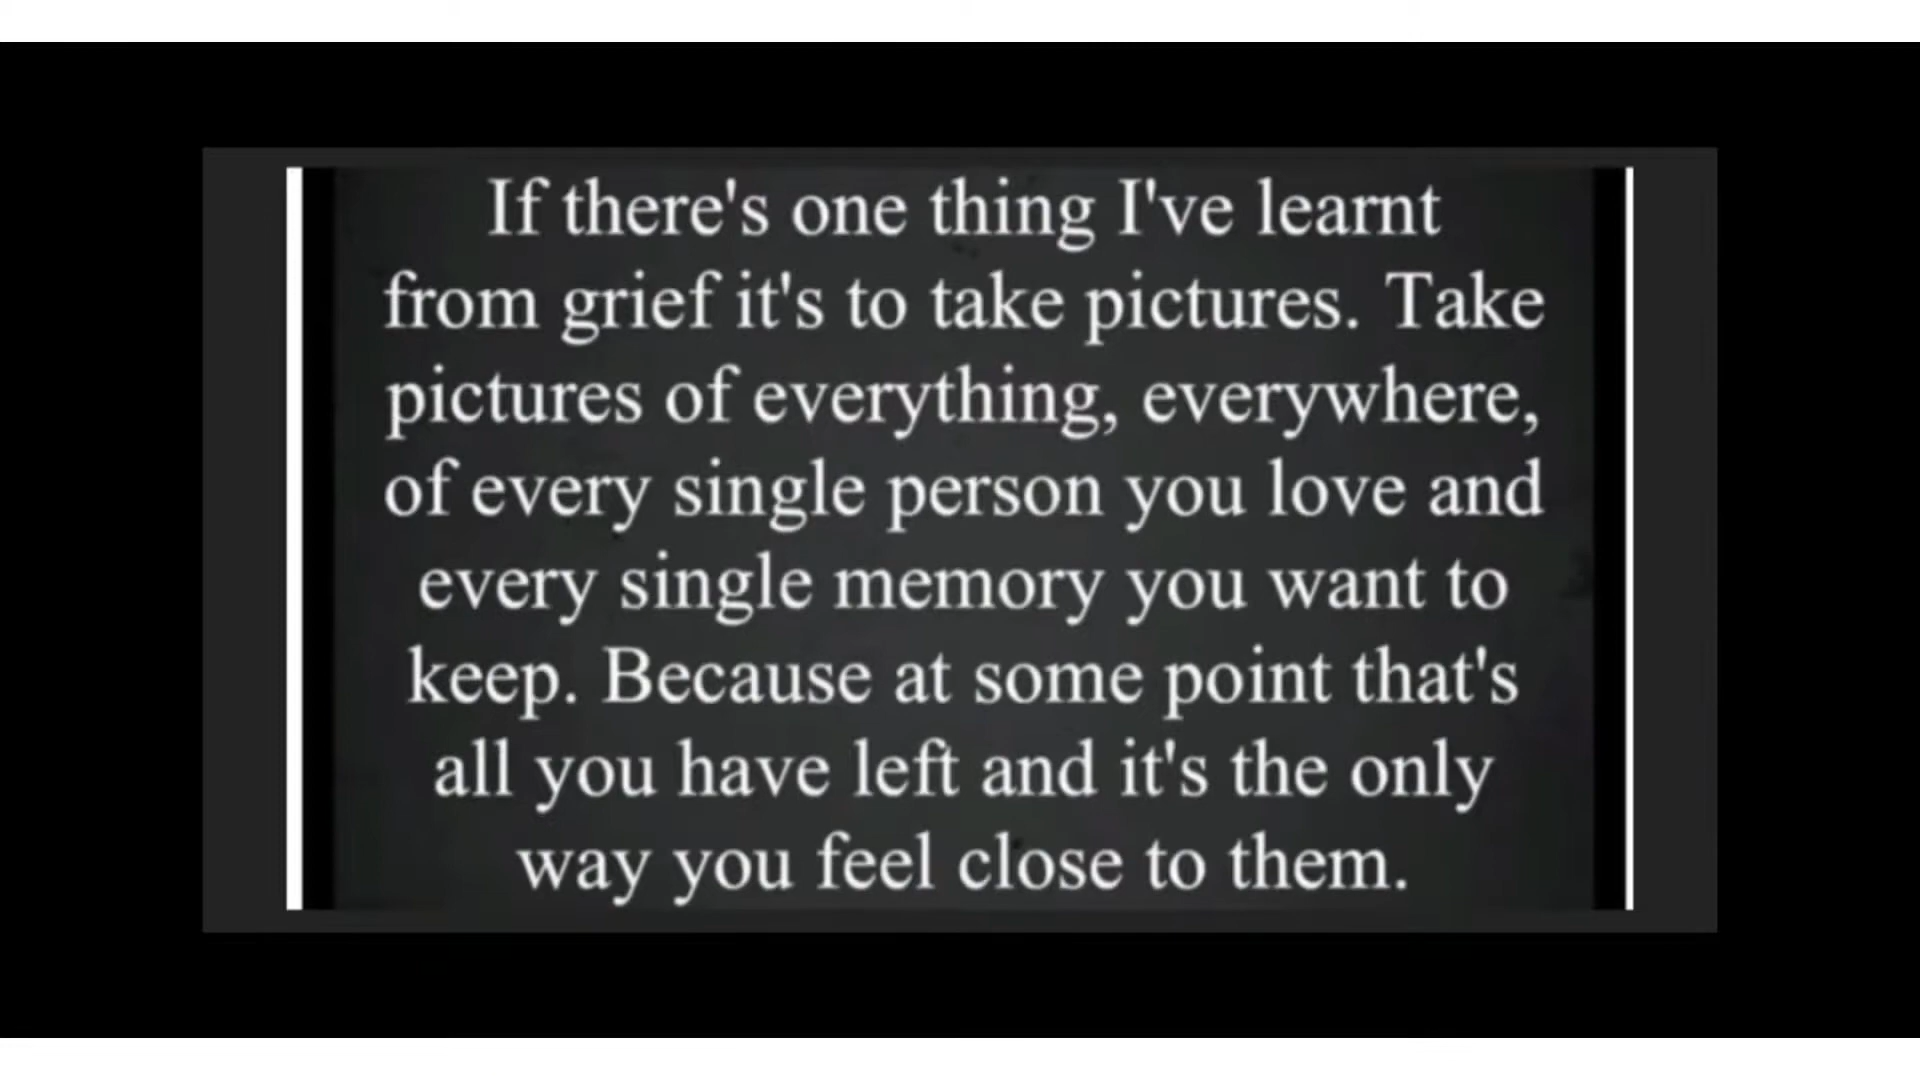 If there's one thing I've learnt
from grief it's to take pictures. Take
pictures of everything, everywhere,
of every single person you love and
every single memory you want to
keep. Because at some point that's
all you have left and it's the only
way you feel close to them.